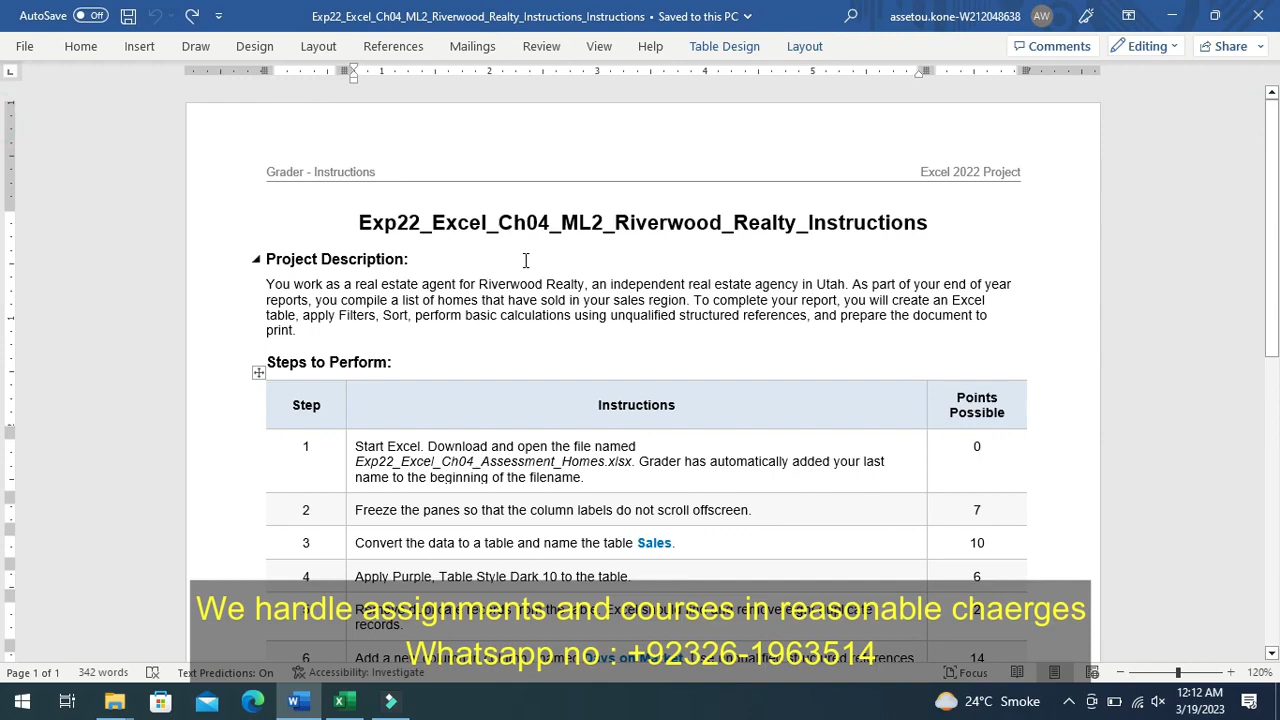 AutoSave Off Exp22_Excel_Ch04_ML2_Riverwood_Realty_Instructions_Instructions • Saved to this PC assetou.kone-W212048638 AW
File Home Insert Draw Design Layout References Mailings Review View Help Table Design Layout Comments Editing Share
1 2 3 4 5
Grader - Instructions Excel 2022 Project
Exp22_Excel_Ch04_ML2_Riverwood_Realty_Instructions
Project Description:
You work as a real estate agent for Riverwood Realty, an independent real estate agency in Utah. As part of your end of year
reports, you compile a list of homes that have sold in your sales region. To complete your report, you will create an Excel
table, apply Filters, Sort, perform basic calculations using unqualified structured references, and prepare the document to
print.
Steps to Perform:
Step Instructions Points Possible
1 Start Excel. Download and open the file named 0
Exp22_Excel_Ch04_Assessment_Homes.xlsx. Grader has automatically added your last
name to the beginning of the filename.
2 Freeze the panes so that the column labels do not scroll offscreen. 7
3 Convert the data to a table and name the table Sales. 10
4 Apply Purple, Table Style Dark 10 to the table. 6
We handle assignments and courses in reasonable chaerges
records.
Whatsapp no : +92326-1963514
6 Add a new column 14
Page 1 of 1 342 words Text Predictions: On Accessibility: Investigate Focus 120%
24°C Smoke 12:12 AM
3/19/2023